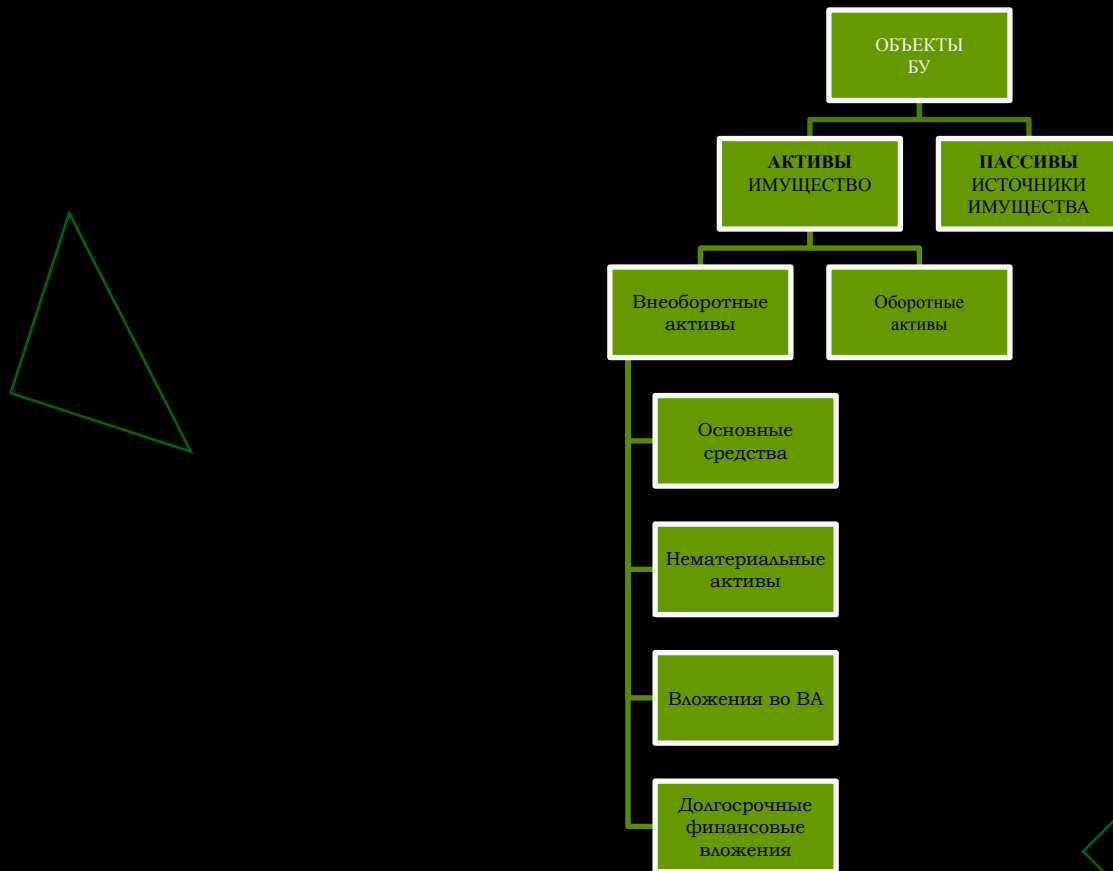 ОБЪЕКТЫ
БУ
АКТИВЫ
ИМУЩЕСТВО
ПАССИВЫ
ИСТОЧНИКИ
ИМУЩЕСТВА
Внеоборотные
активы
Оборотные
активы
Основные
средства
Нематериальные
активы
Вложения во ВА
Долгосрочные
финансовые
вложения